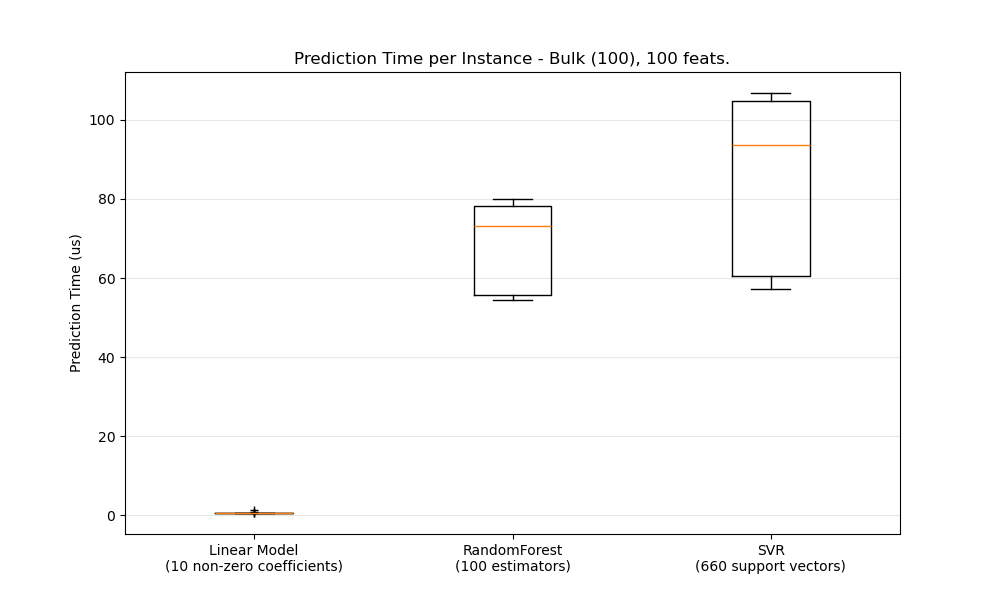 Prediction Time per Instance - Bulk (100), 100 feats.
Prediction Time (us)
100
80
60
40
20
0
Linear Model
(10 non-zero coefficients)
RandomForest
(100 estimators)
SVR
(660 support vectors)